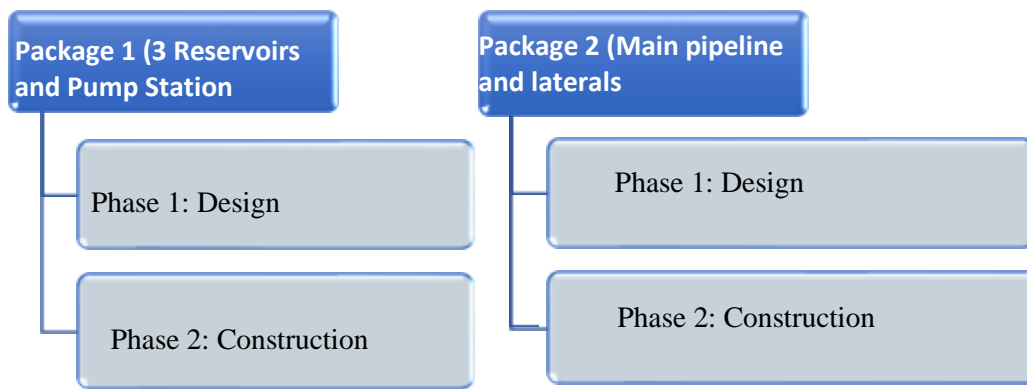 Package 1 (3 Reservoirs
and Pump Station
Phase 1: Design
Phase 2: Construction
Package 2 (Main pipeline
and laterals
Phase 1: Design
Phase 2: Construction